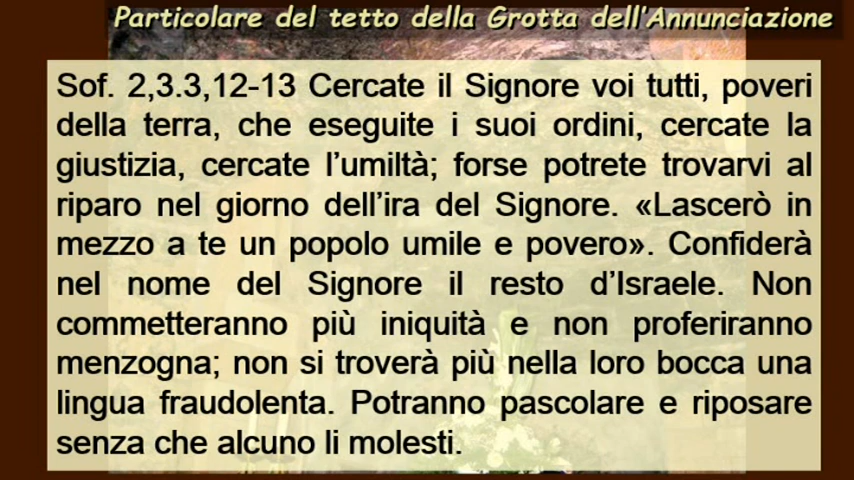 Particolare del tetto della Grotta dell'Annunciazione
Sof. 2,3.3,12-13 Cercate il Signore voi tutti, poveri
della terra, che eseguite i suoi ordini, cercate la
giustizia, cercate l'umiltà; forse potrete trovarvi al
riparo nel giorno dell'ira del Signore. «Lascerò in
mezzo a te un popolo umile e povero». Confiderà
nel nome del Signore il resto d'Israele. Non
commetteranno più iniquità e non proferiranno
menzogna; non si troverà più nella loro bocca una
lingua fraudolenta. Potranno pascolare e riposare
senza che alcuno li molesti.